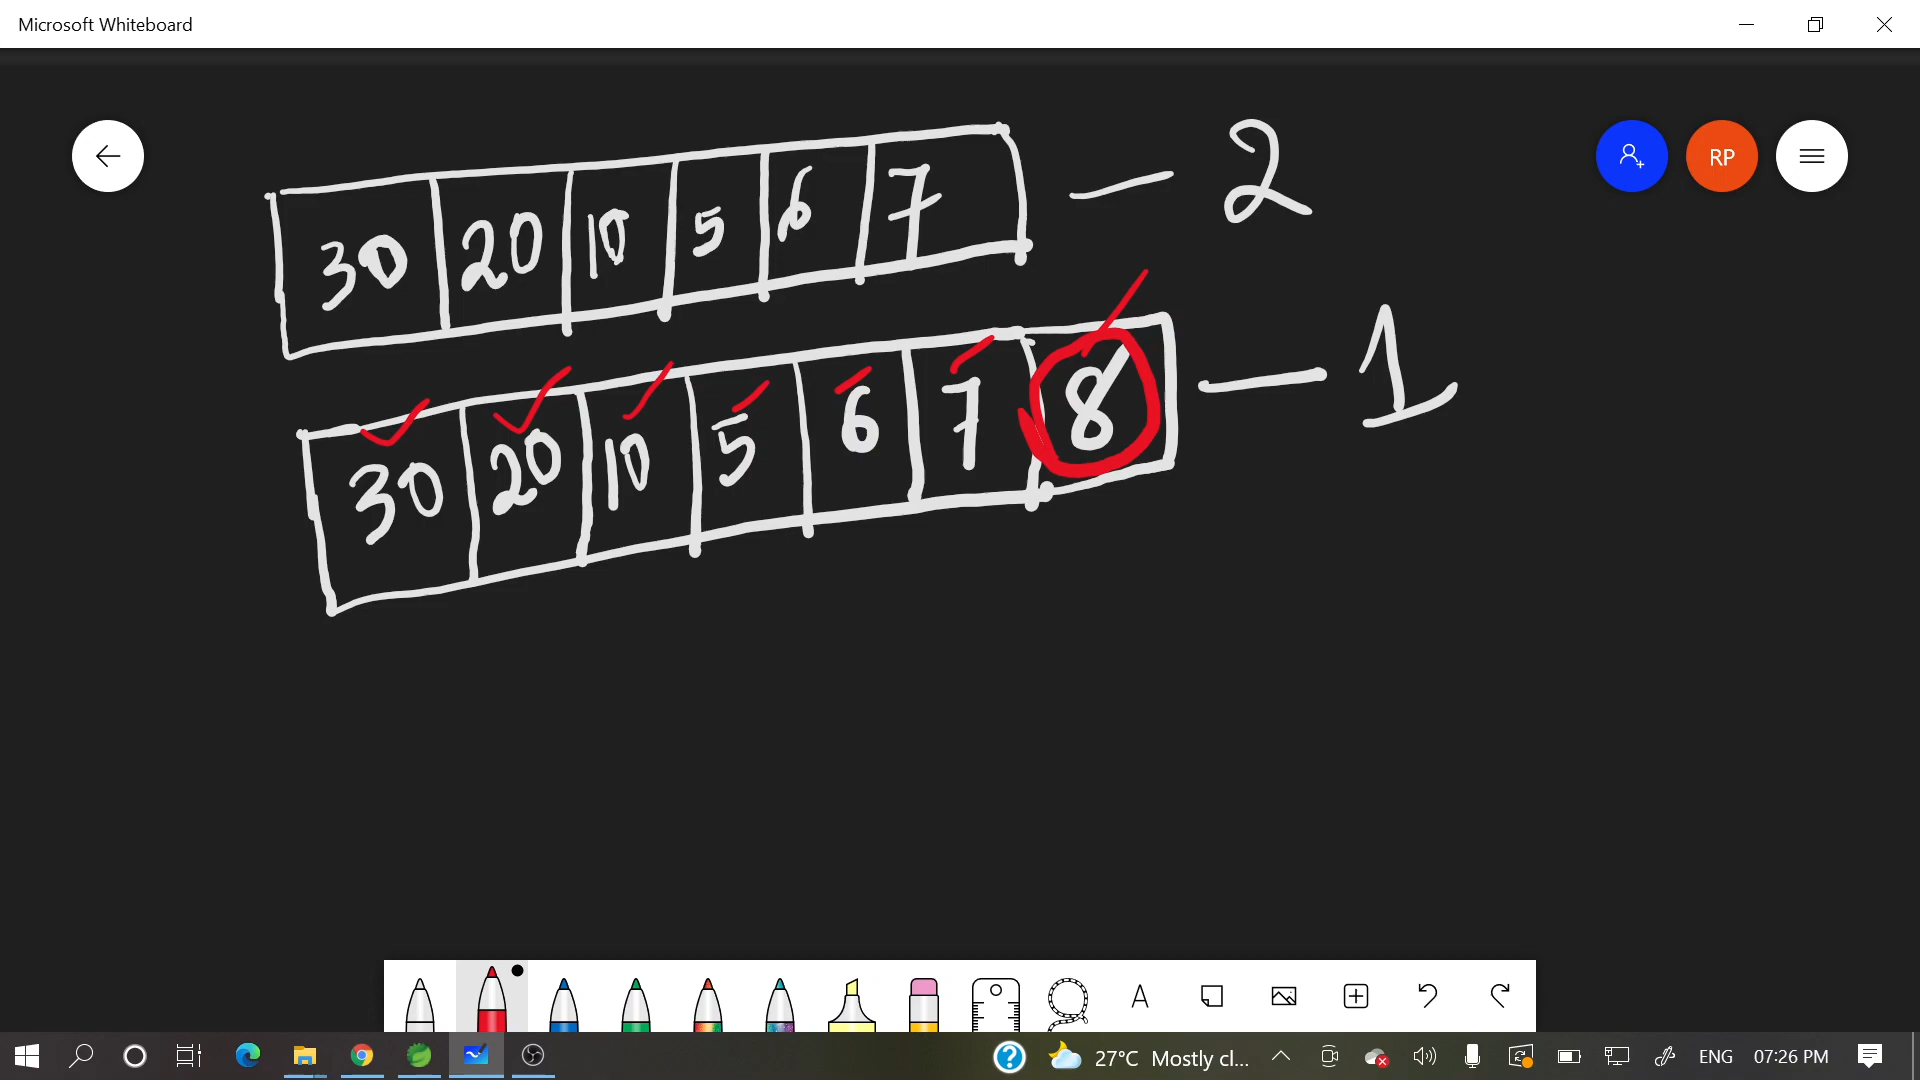 Microsoft Whiteboard
RP
30 20 10 5 6 7 — 2
30 20 10 5 6 7 8 — 1
A
27°C Mostly cl... ENG 07:26 PM